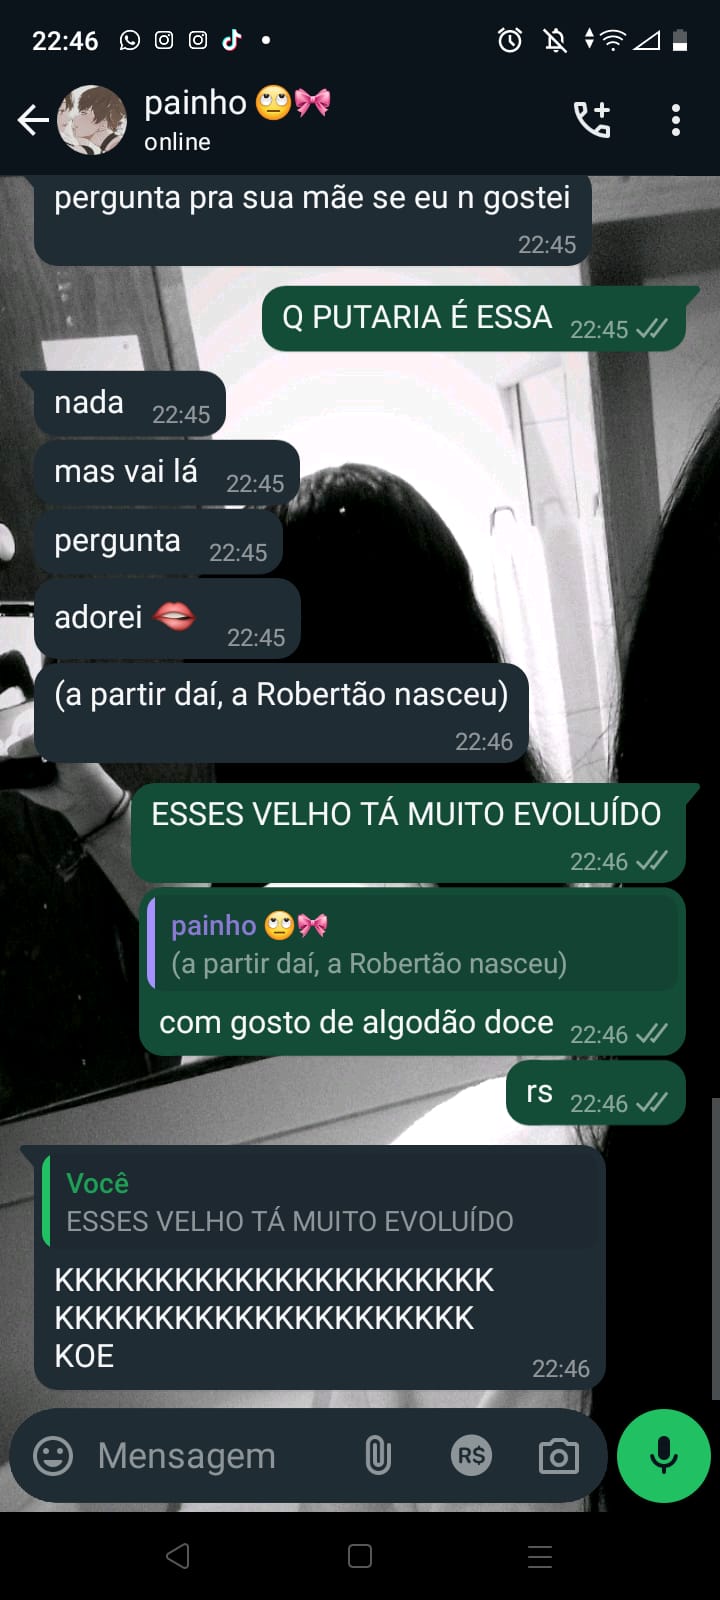 22:46
painho 🙄🎀
online
pergunta pra sua mãe se eu n gostei
22:45
Q PUTARIA É ESSA 22:45
nada 22:45
mas vai lá 22:45
pergunta 22:45
adorei 🫦 22:45
(a partir daí, a Robertão nasceu)
22:46
ESSES VELHO TÁ MUITO EVOLUÍDO
22:46
painho 🙄🎀
(a partir daí, a Robertão nasceu)
com gosto de algodão doce 22:46
rs 22:46
Você
ESSES VELHO TÁ MUITO EVOLUÍDO
KKKKKKKKKKKKKKKKKKKKKK
KKKKKKKKKKKKKKKKKKKKK
KOE
22:46
Mensagem R$